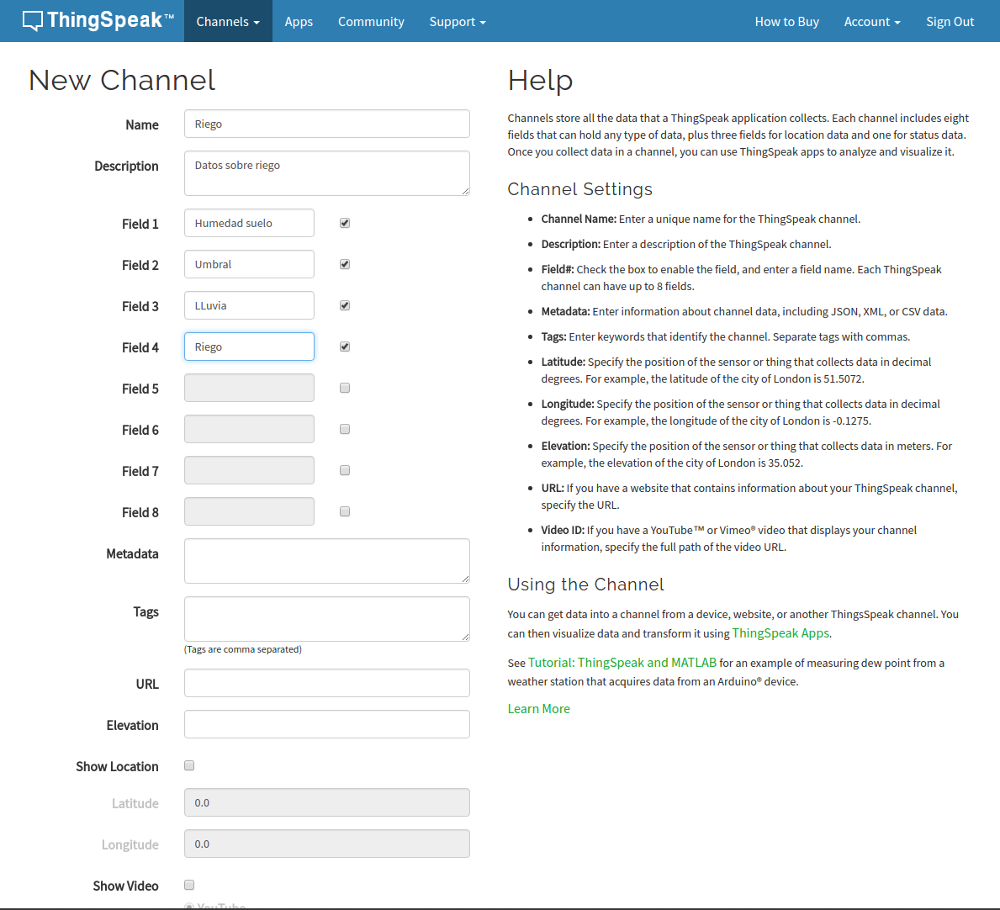 ThingSpeak™ Channels Apps Community Support How to Buy Account Sign Out
New Channel
Name Riego
Description Datos sobre riego
Field 1 Humedad suelo
Field 2 Umbral
Field 3 LLuvia
Field 4 Riego
Field 5
Field 6
Field 7
Field 8
Metadata
Tags
(Tags are comma separated)
URL
Elevation
Show Location
Latitude 0.0
Longitude 0.0
Show Video
YouTube
Help
Channels store all the data that a ThingSpeak application collects. Each channel includes eight
fields that can hold any type of data, plus three fields for location data and one for status data.
Once you collect data in a channel, you can use ThingSpeak apps to analyze and visualize it.
Channel Settings
• Channel Name: Enter a unique name for the ThingSpeak channel.
• Description: Enter a description of the ThingSpeak channel.
• Field#: Check the box to enable the field, and enter a field name. Each ThingSpeak
channel can have up to 8 fields.
• Metadata: Enter information about channel data, including JSON, XML, or CSV data.
• Tags: Enter keywords that identify the channel. Separate tags with commas.
• Latitude: Specify the position of the sensor or thing that collects data in decimal
degrees. For example, the latitude of the city of London is 51.5072.
• Longitude: Specify the position of the sensor or thing that collects data in decimal
degrees. For example, the longitude of the city of London is -0.1275.
• Elevation: Specify the position of the sensor or thing that collects data in meters. For
example, the elevation of the city of London is 35.052.
• URL: If you have a website that contains information about your ThingSpeak channel,
specify the URL.
• Video ID: If you have a YouTube™ or Vimeo® video that displays your channel
information, specify the full path of the video URL.
Using the Channel
You can get data into a channel from a device, website, or another ThingsSpeak channel. You
can then visualize data and transform it using ThingSpeak Apps.
See Tutorial: ThingSpeak and MATLAB for an example of measuring dew point from a
weather station that acquires data from an Arduino® device.
Learn More